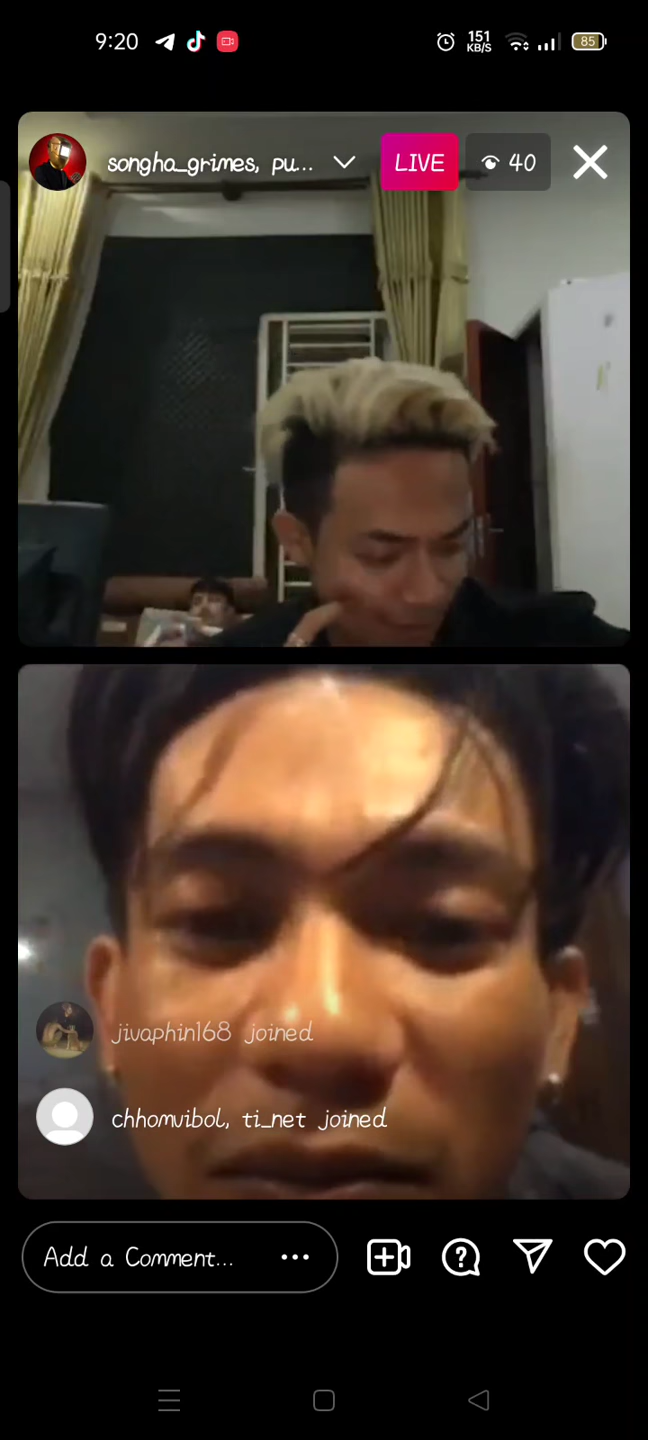 9:20 151 KB/S 85
songha_grimes, pu... LIVE 40
jivaphin168 joined
chhomvibol, ti_net joined
Add a Comment...